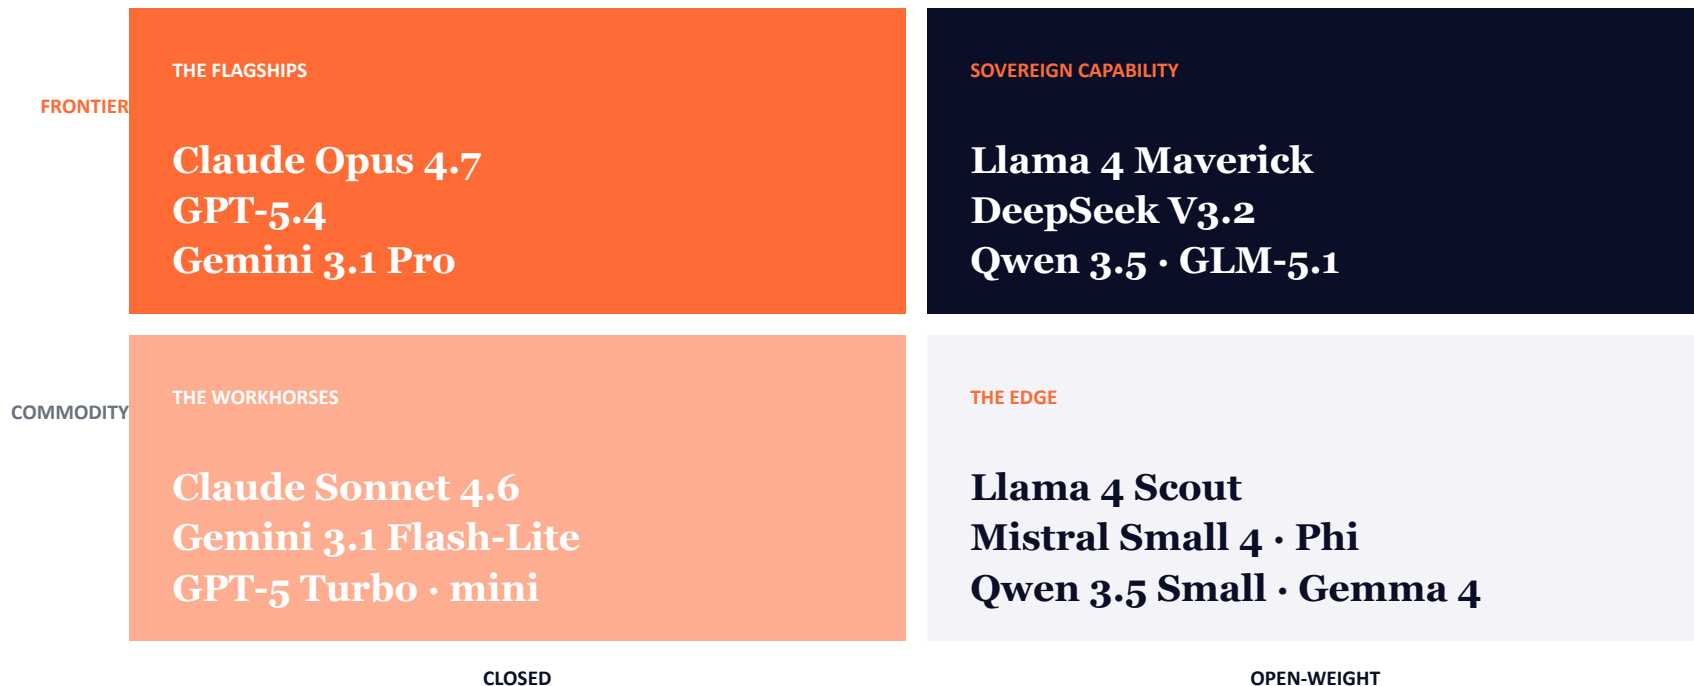 THE FLAGSHIPS
FRONTIER
Claude Opus 4.7
GPT-5.4
Gemini 3.1 Pro
SOVEREIGN CAPABILITY
Llama 4 Maverick
DeepSeek V3.2
Qwen 3.5 · GLM-5.1
THE WORKHORSES
COMMODITY
Claude Sonnet 4.6
Gemini 3.1 Flash-Lite
GPT-5 Turbo · mini
THE EDGE
Llama 4 Scout
Mistral Small 4 · Phi
Qwen 3.5 Small · Gemma 4
CLOSED
OPEN-WEIGHT